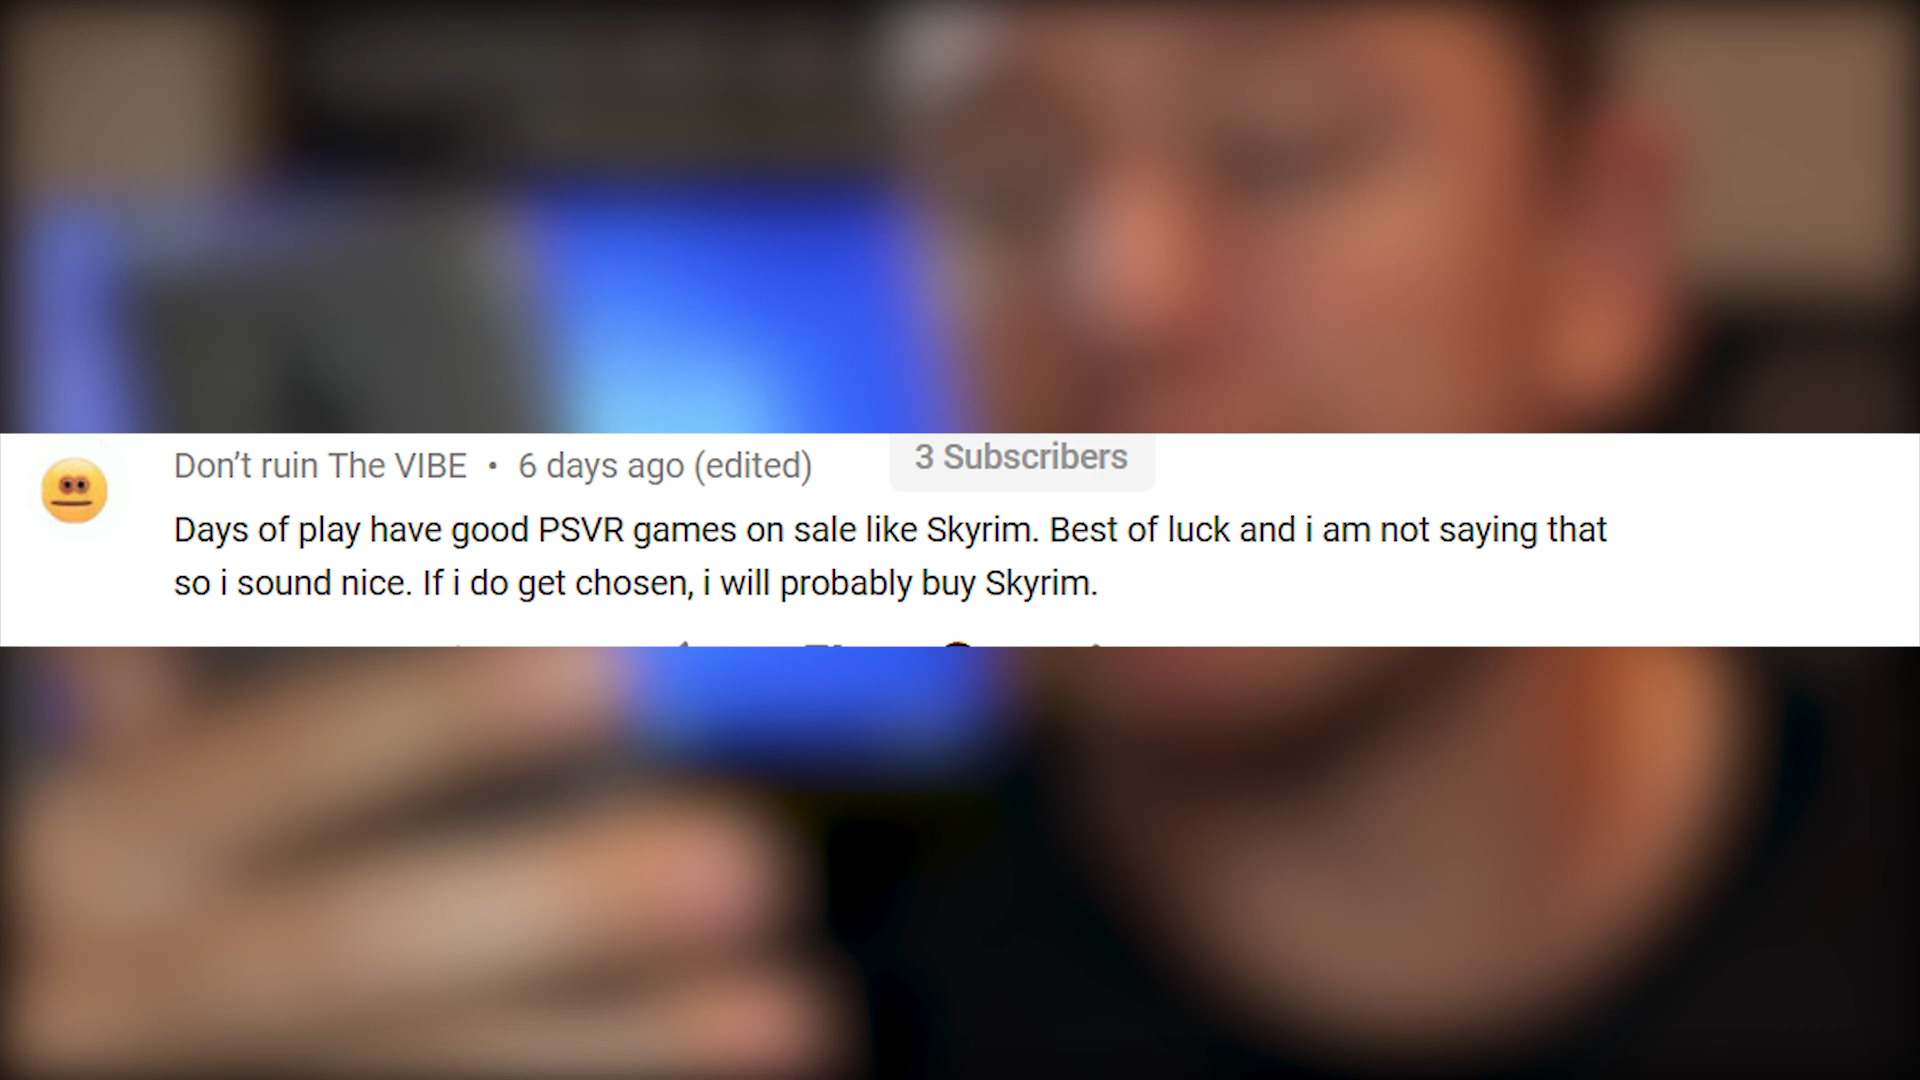 Don’t ruin The VIBE • 6 days ago (edited) 3 Subscribers
Days of play have good PSVR games on sale like Skyrim. Best of luck and i am not saying that
so i sound nice. If i do get chosen, i will probably buy Skyrim.